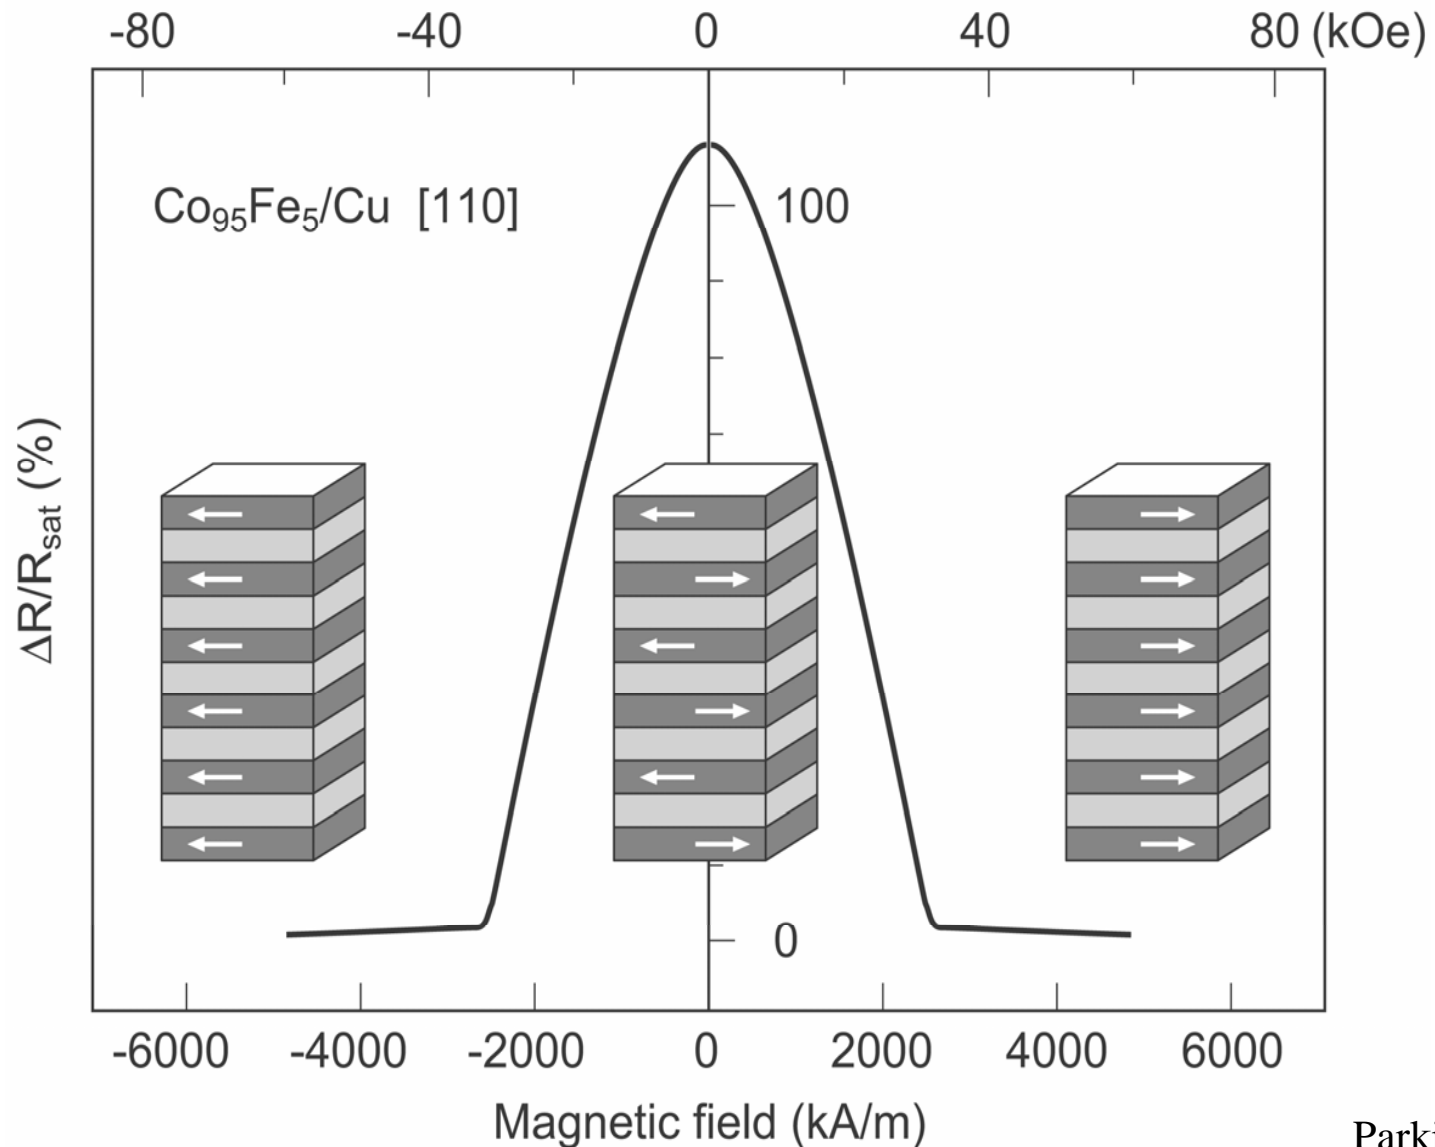 -80 -40 0 40 80 (kOe)
Co₉₅Fe₅/Cu [110]
100
ΔR/Rsat (%)
0
-6000 -4000 -2000 0 2000 4000 6000
Magnetic field (kA/m)